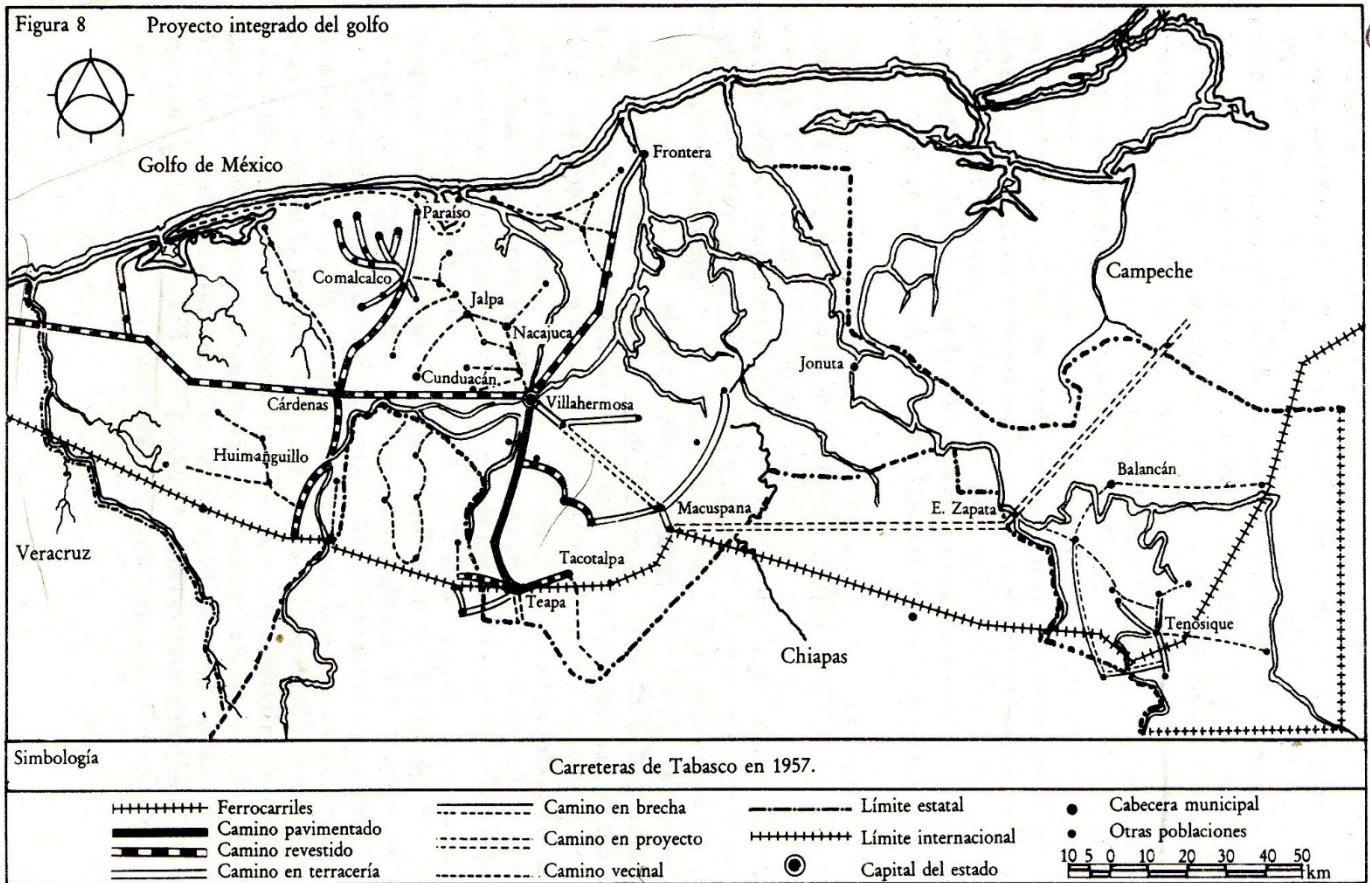 Figura 8 Proyecto integrado del golfo
Golfo de México
Frontera
Paraíso
Comalcalco
Campeche
Jalpa
Nacajuca
Jonuta
Cunduacán
Cárdenas
Villahermosa
Huimanguillo
Balancán
Macuspana
E. Zapata
Veracruz
Tacotalpa
Teapa
Tenosique
Chiapas
Simbología
Carreteras de Tabasco en 1957.
Ferrocarriles
Camino pavimentado
Camino revestido
Camino en terracería
Camino en brecha
Camino en proyecto
Camino vecinal
Límite estatal
Límite internacional
Capital del estado
Cabecera municipal
Otras poblaciones
10 5 0 10 20 30 40 50
km